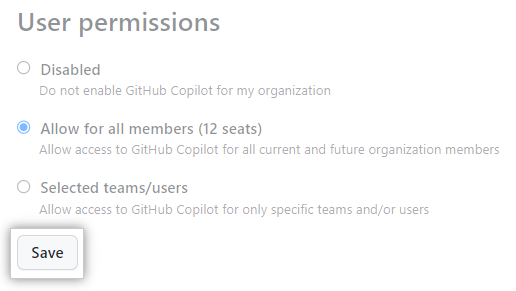 User permissions
Disabled
Do not enable GitHub Copilot for my organization
Allow for all members (12 seats)
Allow access to GitHub Copilot for all current and future organization members
Selected teams/users
Allow access to GitHub Copilot for only specific teams and/or users
Save